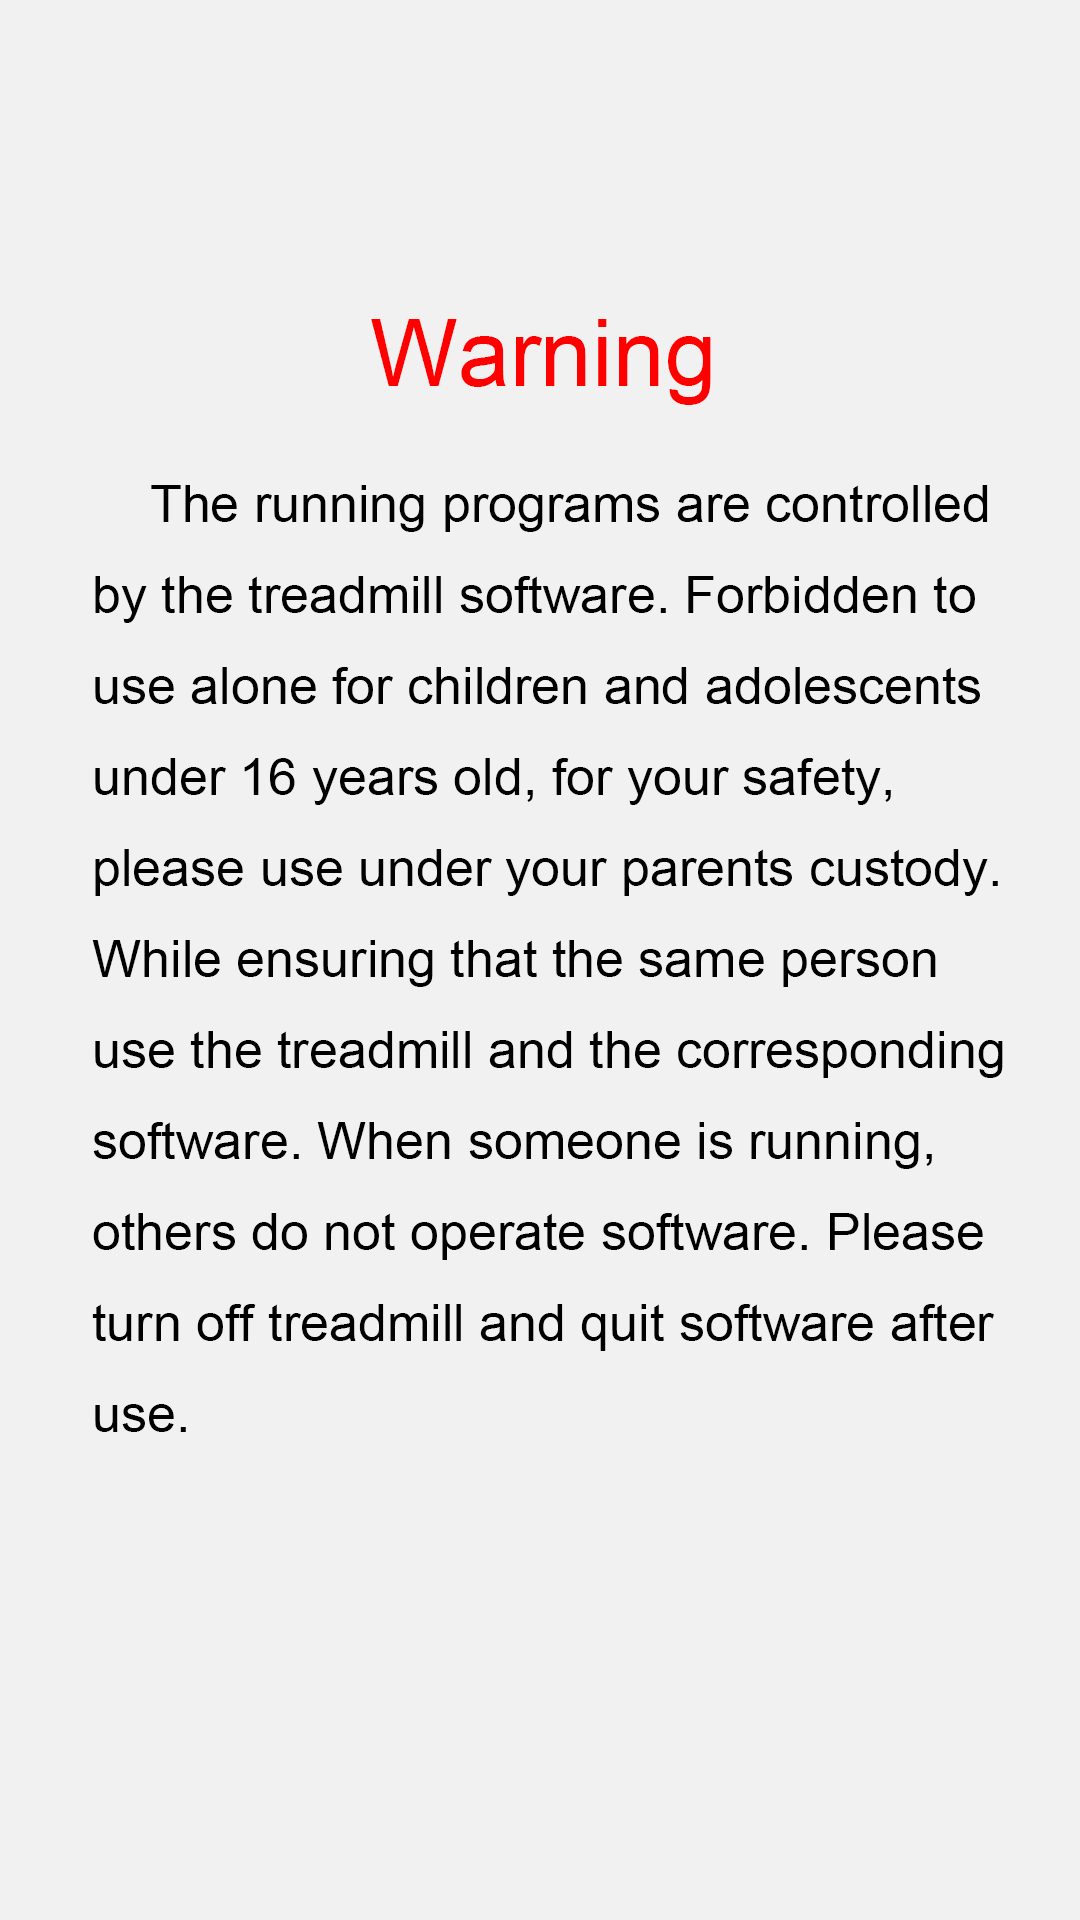 Warning
The running programs are controlled
by the treadmill software. Forbidden to
use alone for children and adolescents
under 16 years old, for your safety,
please use under your parents custody.
While ensuring that the same person
use the treadmill and the corresponding
software. When someone is running,
others do not operate software. Please
turn off treadmill and quit software after
use.